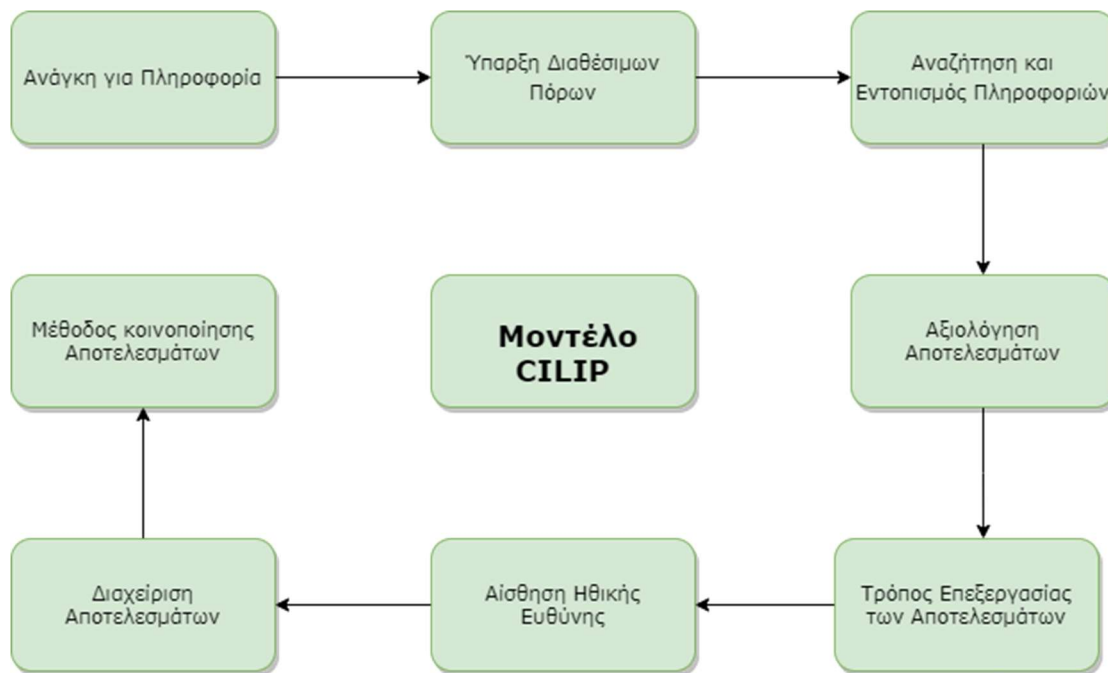 Ανάγκη για Πληροφορία
Ύπαρξη Διαθέσιμων
Πόρων
Αναζήτηση και
Εντοπισμός Πληροφοριών
Αξιολόγηση
Αποτελεσμάτων
Τρόπος Επεξεργασίας
των Αποτελεσμάτων
Αίσθηση Ηθικής
Ευθύνης
Διαχείριση
Αποτελεσμάτων
Μέθοδος κοινοποίησης
Αποτελεσμάτων
Μοντέλο
CILIP